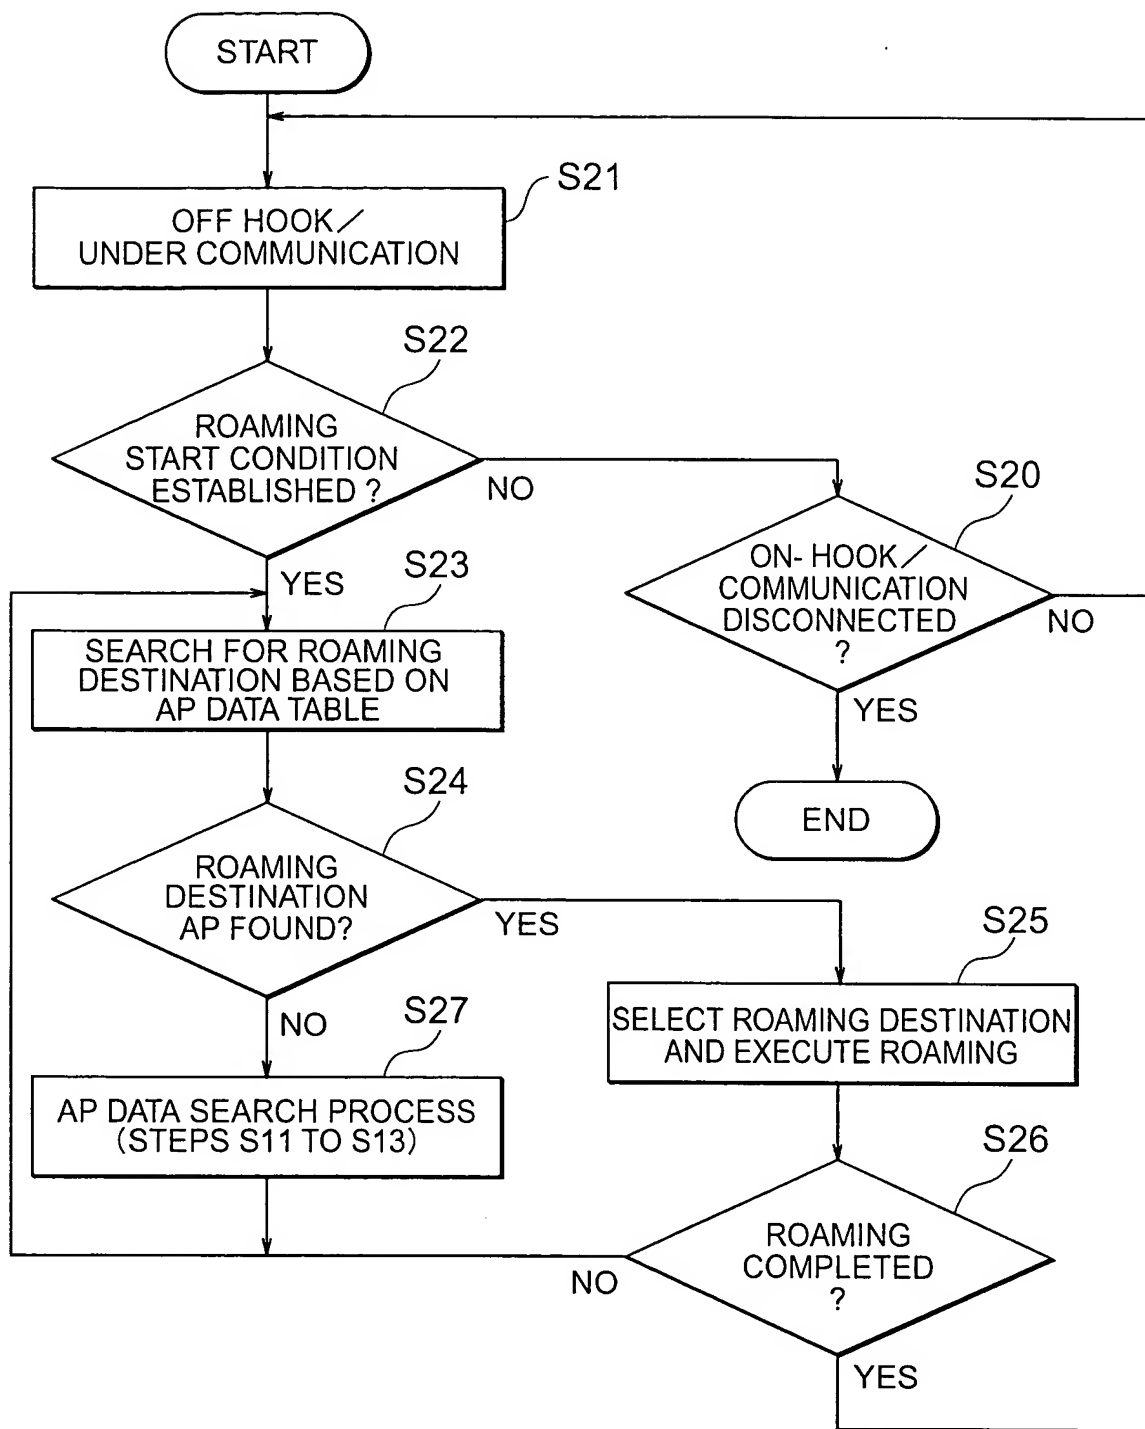 START
S21
OFF HOOK/
UNDER COMMUNICATION
S22
ROAMING
START CONDITION
ESTABLISHED ?
NO
YES
S20
ON- HOOK/
COMMUNICATION
DISCONNECTED
?
NO
YES
END
S23
SEARCH FOR ROAMING
DESTINATION BASED ON
AP DATA TABLE
S24
ROAMING
DESTINATION
AP FOUND?
YES
NO
S25
SELECT ROAMING DESTINATION
AND EXECUTE ROAMING
S27
AP DATA SEARCH PROCESS
(STEPS S11 TO S13)
S26
ROAMING
COMPLETED
?
NO
YES